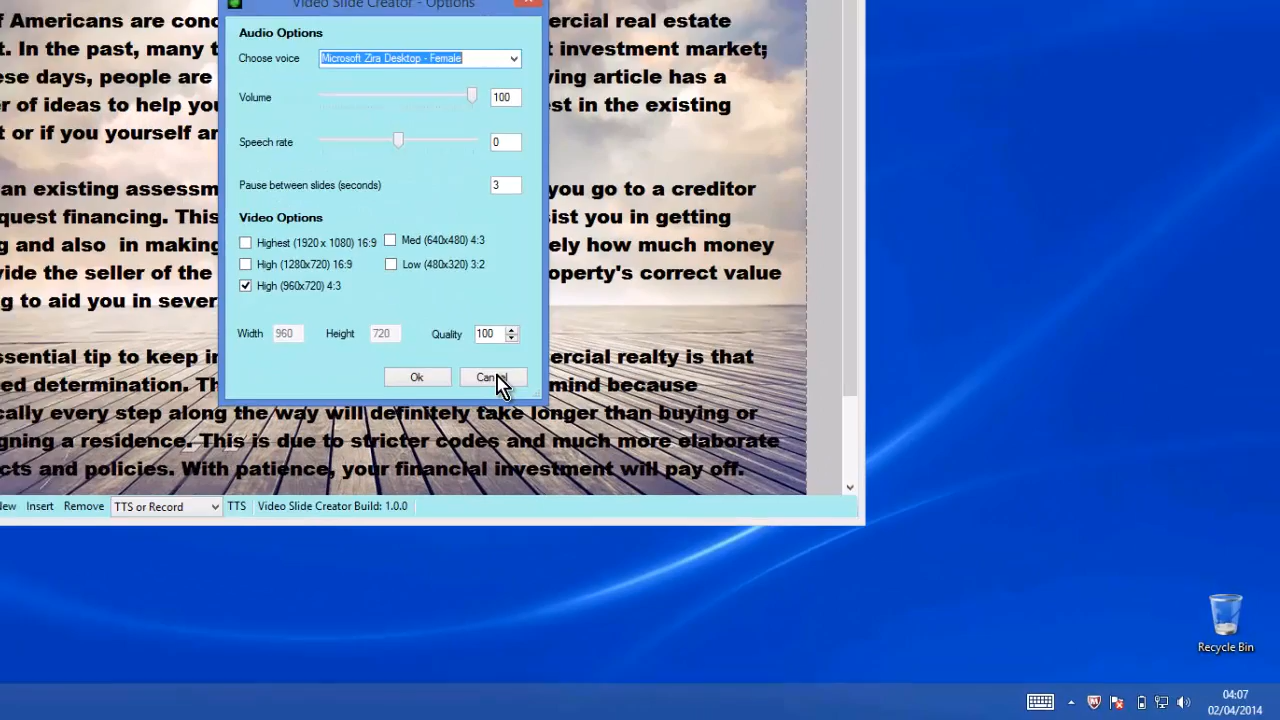 Video Slide Creator - Options
of Americans are conc
ercial real estate
t. In the past, many t
t investment market;
ese days, people are
ving article has a
er of ideas to help you
est in the existing
t or if you yourself ar
Audio Options
Choose voice Microsoft Zira Desktop - Female
Volume 100
Speech rate 0
Pause between slides (seconds) 3
Video Options
Highest (1920 x 1080) 16:9 Med (640x480) 4:3
High (1280x720) 16:9 Low (480x320) 3:2
High (960x720) 4:3
Width 960 Height 720 Quality 100
Ok Cancel
an existing assessm
you go to a creditor
quest financing. This
sist you in getting
g and also in making
ely how much money
vide the seller of the
operty's correct value
g to aid you in sever
ssential tip to keep in
ercial realty is that
ed determination. Th
mind because
cally every step along the way will definitely take longer than buying or
igning a residence. This is due to stricter codes and much more elaborate
cts and policies. With patience, your financial investment will pay off.
New Insert Remove TTS or Record TTS Video Slide Creator Build: 1.0.0
Recycle Bin
04:07
02/04/2014